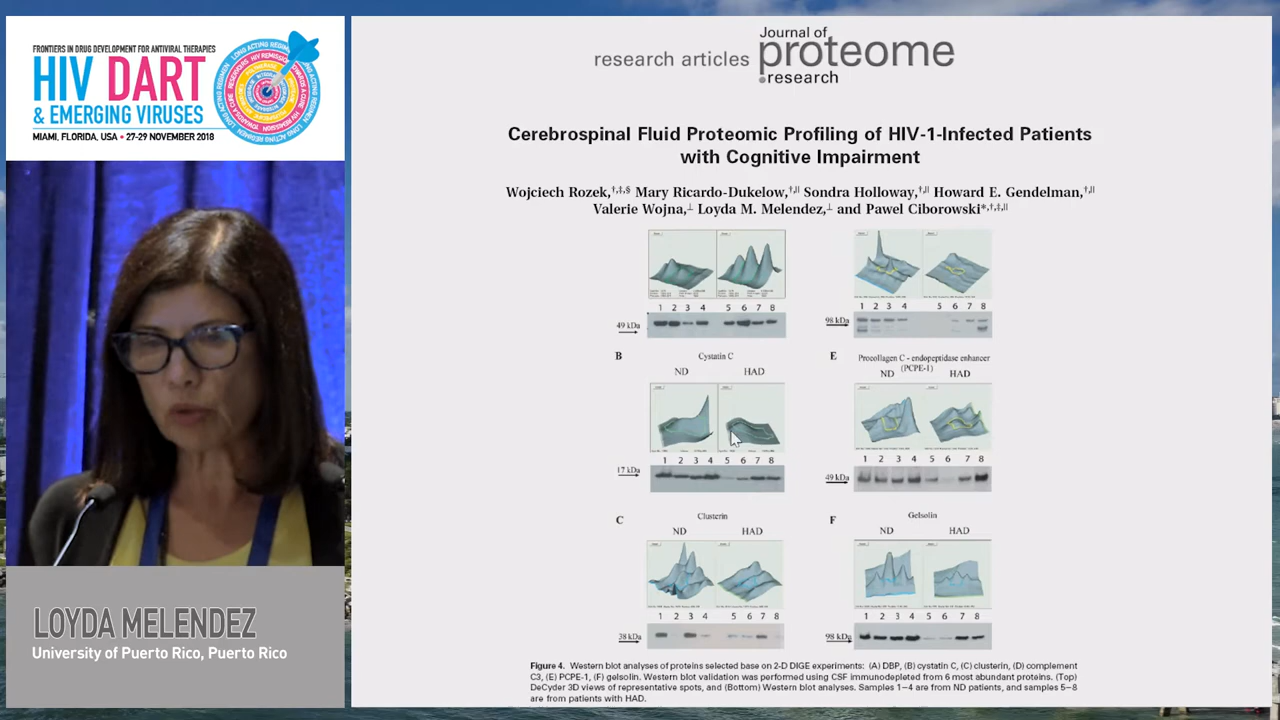 FRONTIERS IN DRUG DEVELOPMENT FOR ANTIVIRAL THERAPIES
HIV DART
& EMERGING VIRUSES
MIAMI, FLORIDA, USA • 27-29 NOVEMBER 2018
LONG ACTING REGIMEN
LOYDA MELENDEZ
University of Puerto Rico, Puerto Rico
Journal of
research articles proteome
research
Cerebrospinal Fluid Proteomic Profiling of HIV-1-Infected Patients
with Cognitive Impairment
Wojciech Rozek,†,‡,§ Mary Ricardo-Dukelow,†,|| Sondra Holloway,†,|| Howard E. Gendelman,†,||
Valerie Wojna,⊥ Loyda M. Melendez,⊥ and Pawel Ciborowski*,†,‡,||
1 2 3 4 5 6 7 8
49 kDa
B Cystatin C
ND HAD
1 2 3 4 5 6 7 8
17 kDa
C Clusterin
ND HAD
1 2 3 4 5 6 7 8
38 kDa
1 2 3 4 5 6 7 8
98 kDa
E Procollagen C - endopeptidase enhancer
(PCPE-1)
ND HAD
1 2 3 4 5 6 7 8
49 kDa
F Gelsolin
ND HAD
1 2 3 4 5 6 7 8
98 kDa
Figure 4. Western blot analyses of proteins selected base on 2-D DIGE experiments: (A) DBP, (B) cystatin C, (C) clusterin, (D) complement
C3, (E) PCPE-1, (F) gelsolin. Western blot validation was performed using CSF immunodepleted from 6 most abundant proteins. (Top)
DeCyder 3D views of representative spots, and (Bottom) Western blot analyses. Samples 1–4 are from ND patients, and samples 5–8
are from patients with HAD.